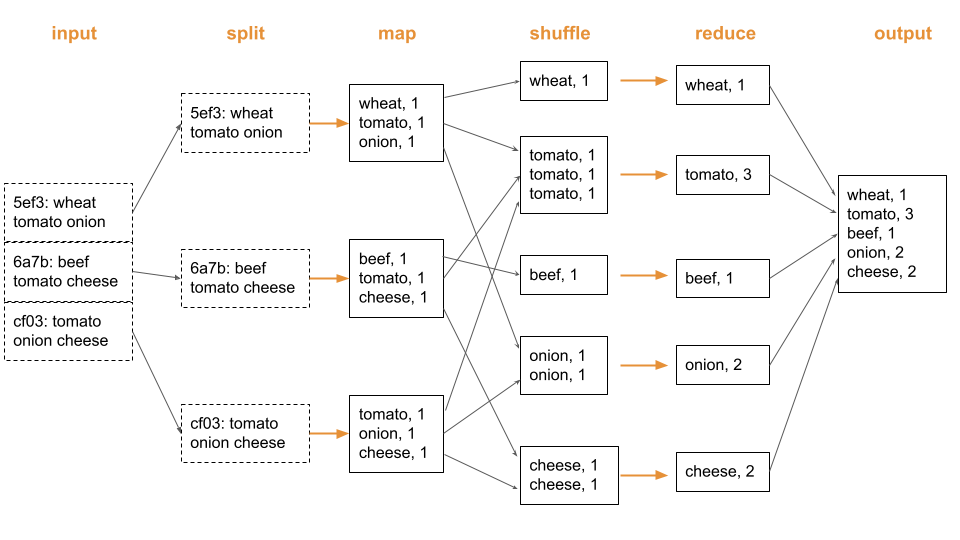 input
split
map
shuffle
reduce
output
5ef3: wheat
tomato onion
6a7b: beef
tomato cheese
cf03: tomato
onion cheese
5ef3: wheat
tomato onion
6a7b: beef
tomato cheese
cf03: tomato
onion cheese
wheat, 1
tomato, 1
onion, 1
beef, 1
tomato, 1
cheese, 1
tomato, 1
onion, 1
cheese, 1
wheat, 1
tomato, 1
tomato, 1
tomato, 1
beef, 1
onion, 1
onion, 1
cheese, 1
cheese, 1
wheat, 1
tomato, 3
beef, 1
onion, 2
cheese, 2
wheat, 1
tomato, 3
beef, 1
onion, 2
cheese, 2